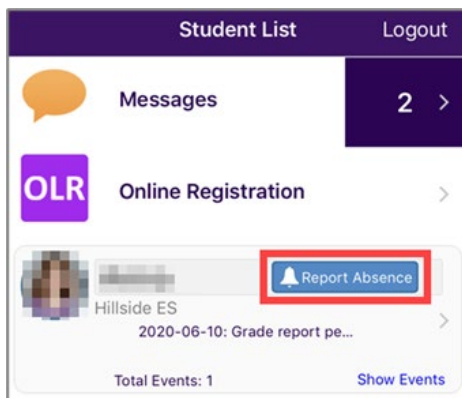 Student List Logout
Messages 2 >
OLR Online Registration >
Report Absence
Hillside ES
2020-06-10: Grade report pe...
Total Events: 1 Show Events